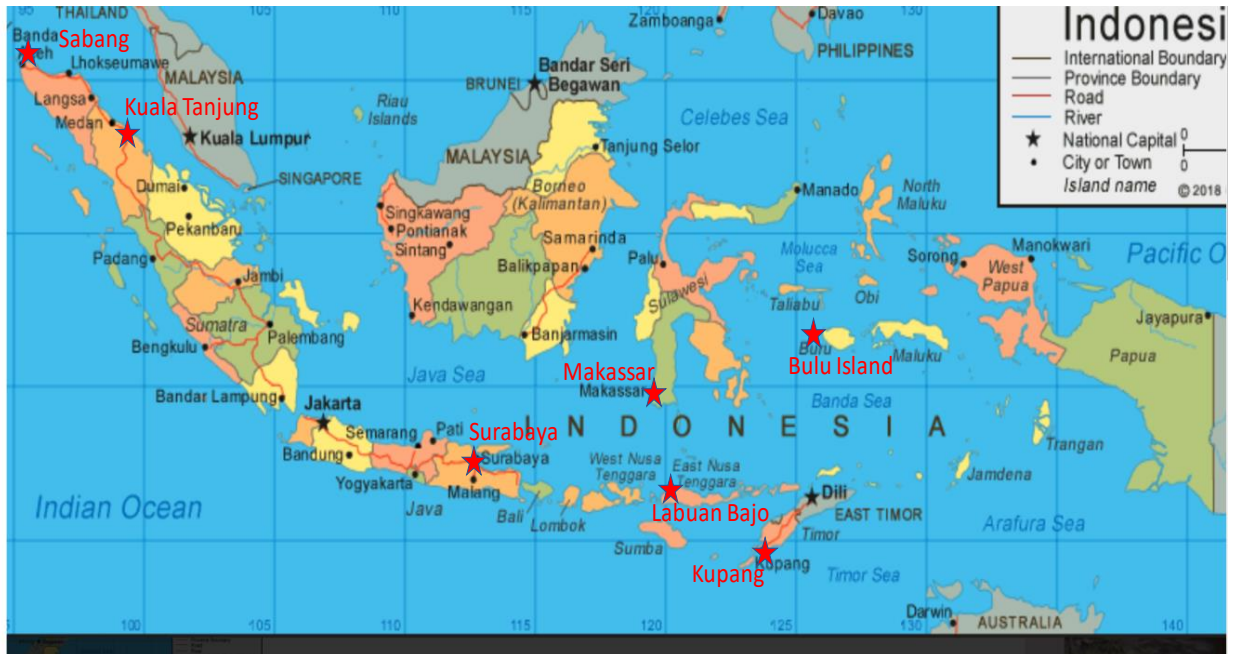 95
105
110
115
120
130
THAILAND
Zamboanga
Davao
Indonesi
Banda
Aceh
Sabang
PHILIPPINES
International Boundary
Lhokseumawe
MALAYSIA
Bandar Seri
Begawan
BRUNEI
Province Boundary
Langsa
Kuala Tanjung
Riau
Islands
Road
Medan
Celebes Sea
River
Kuala Lumpur
National Capital
0
MALAYSIA
Tanjung Selor
City or Town
0
SINGAPORE
Dumai
Borneo
(Kalimantan)
Manado
North
Maluku
Island name
© 2018
Singkawang
Pekanbaru
Pontianak
Samarinda
Sintang
Molucca
Sea
Manokwari
Pacific O
Padang
Balikpapan
Palu
Sorong
West
Papua
Jambi
Sulawesi
Taliabu
Obi
Kendawangan
Jayapura
Sumatra
Palembang
Banjarmasin
Bengkulu
Buru
Maluku
Papua
Bulu Island
Java Sea
Makassar
Makassar
Bandar Lampung
Banda Sea
Jakarta
INDONESIA
Semarang
Pati
Surabaya
Trangan
Bandung
Surabaya
West Nusa
Tenggara
East Nusa
Tenggara
Jamdena
Yogyakarta
Malang
Dili
Indian Ocean
Java
Bali
Lombok
Labuan Bajo
EAST TIMOR
Arafura Sea
Timor
Sumba
Kupang
Kupang
Timor Sea
Darwin
AUSTRALIA
5
100
105
110
115
120
125
130
140